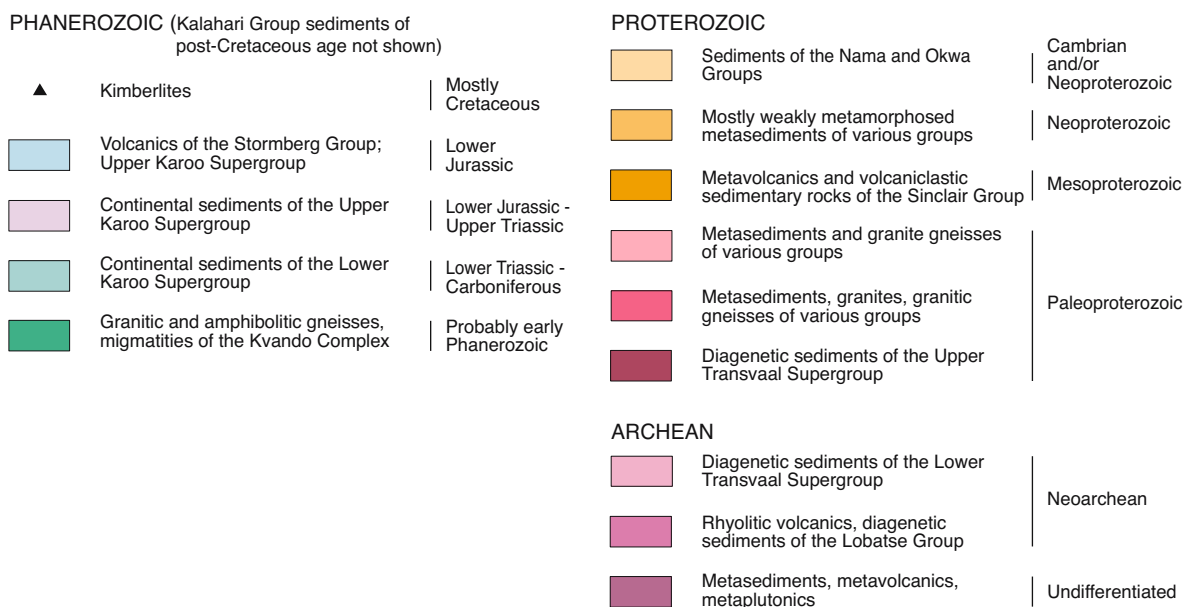 PHANEROZOIC (Kalahari Group sediments of
post-Cretaceous age not shown)
Kimberlites
Mostly
Cretaceous
Volcanics of the Stormberg Group;
Upper Karoo Supergroup
Lower
Jurassic
Continental sediments of the Upper
Karoo Supergroup
Lower Jurassic -
Upper Triassic
Continental sediments of the Lower
Karoo Supergroup
Lower Triassic -
Carboniferous
Granitic and amphibolitic gneisses,
migmatities of the Kvando Complex
Probably early
Phanerozoic
PROTEROZOIC
Sediments of the Nama and Okwa
Groups
Cambrian
and/or
Neoproterozoic
Mostly weakly metamorphosed
metasediments of various groups
Neoproterozoic
Metavolcanics and volcaniclastic
sedimentary rocks of the Sinclair Group
Mesoproterozoic
Metasediments and granite gneisses
of various groups
Metasediments, granites, granitic
gneisses of various groups
Paleoproterozoic
Diagenetic sediments of the Upper
Transvaal Supergroup
ARCHEAN
Diagenetic sediments of the Lower
Transvaal Supergroup
Neoarchean
Rhyolitic volcanics, diagenetic
sediments of the Lobatse Group
Metasediments, metavolcanics,
metaplutonics
Undifferentiated